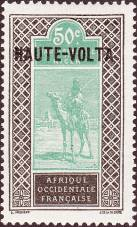 50c
HAUTE-VOLTA
AFRIQUE
OCCIDENTALE
FRANÇAISE